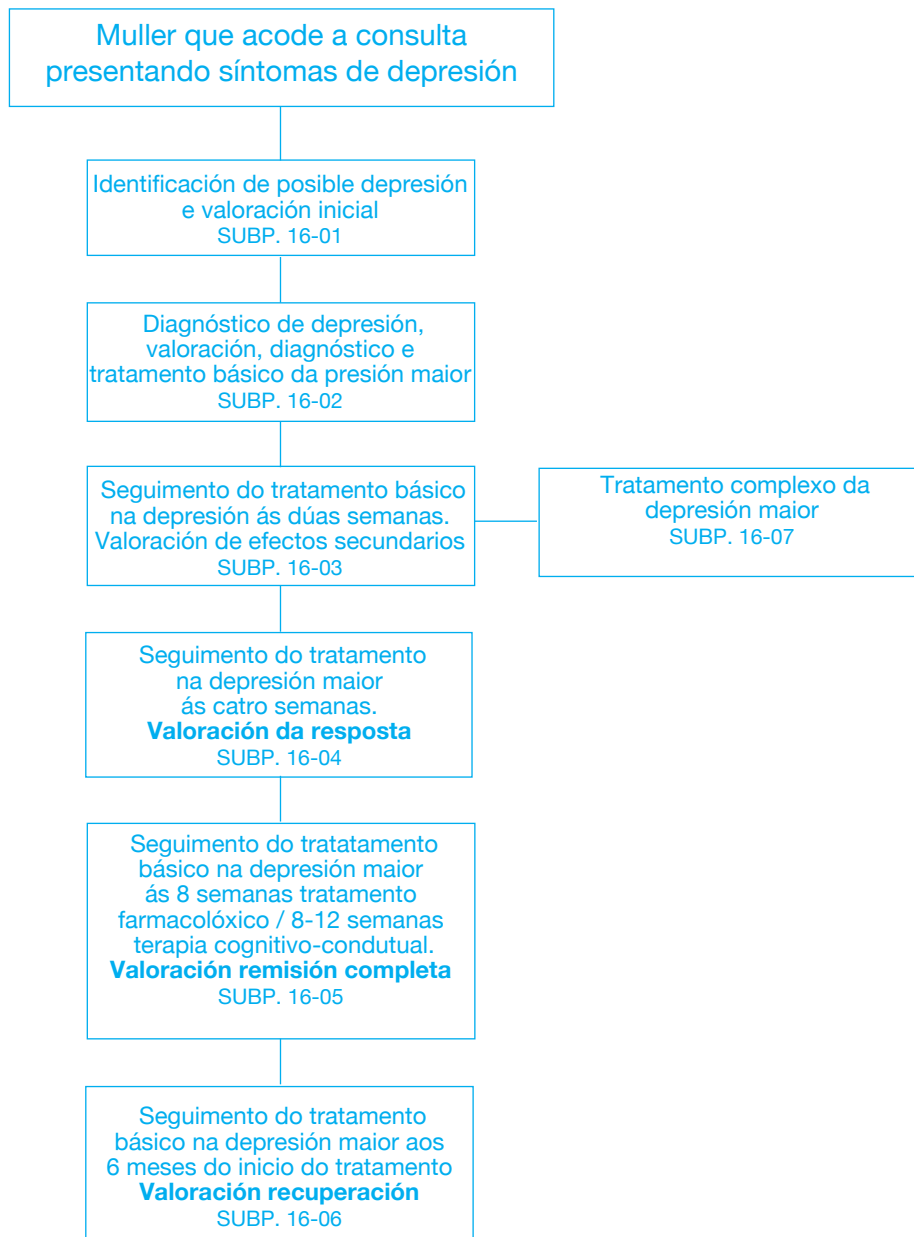 Muller que acode a consulta
presentando síntomas de depresión
Identificación de posible depresión
e valoración inicial
SUBP. 16-01
Diagnóstico de depresión,
valoración, diagnóstico e
tratamento básico da presión maior
SUBP. 16-02
Seguimento do tratamento básico
na depresión ás dúas semanas.
Valoración de efectos secundarios
SUBP. 16-03
Tratamento complexo da
depresión maior
SUBP. 16-07
Seguimento do tratamento
na depresión maior
ás catro semanas.
Valoración da resposta
SUBP. 16-04
Seguimento do tratatamento
básico na depresión maior
ás 8 semanas tratamento
farmacolóxico / 8-12 semanas
terapia cognitivo-condutual.
Valoración remisión completa
SUBP. 16-05
Seguimento do tratamento
básico na depresión maior aos
6 meses do inicio do tratamento
Valoración recuperación
SUBP. 16-06